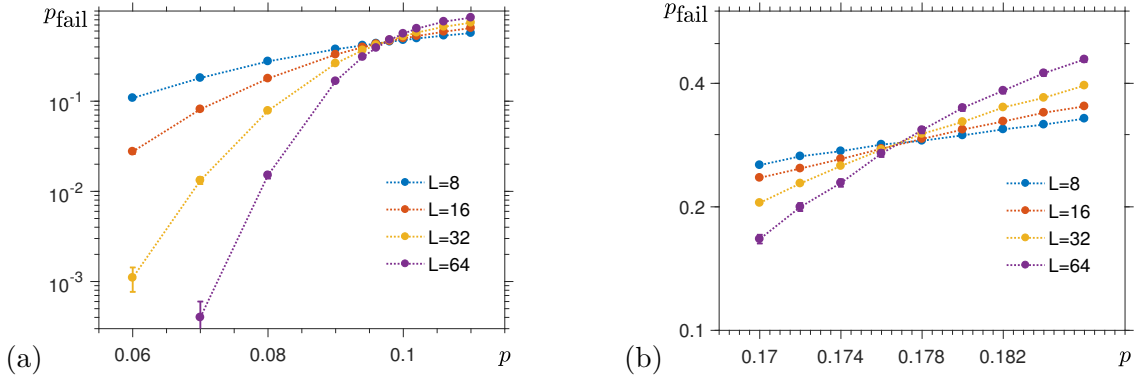 p_fail
10^-1
10^-2
10^-3
0.06
0.08
0.1
p
L=8
L=16
L=32
L=64
(a)
p_fail
0.4
0.2
0.1
0.17
0.174
0.178
0.182
p
L=8
L=16
L=32
L=64
(b)